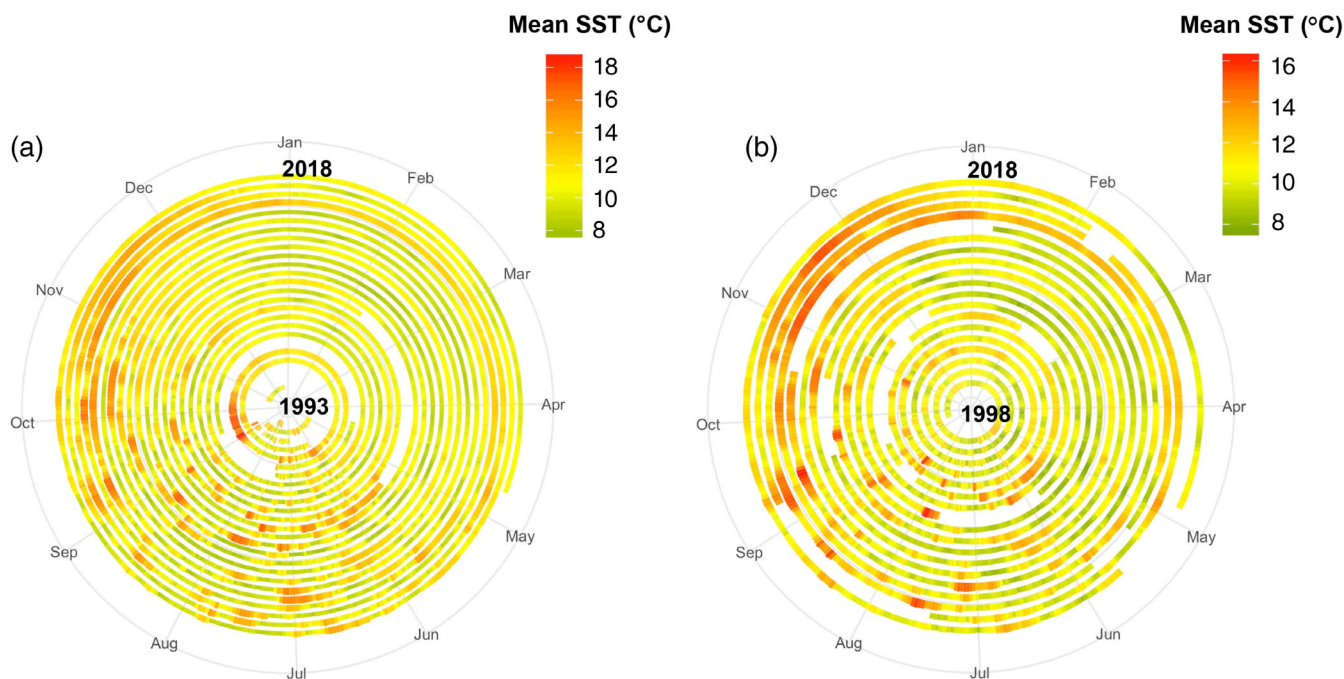 Mean SST (°C)
18
16
14
12
10
8
(a)
Jan
2018
Feb
Mar
Apr
May
Jun
Jul
Aug
Sep
Oct
Nov
Dec
1993
Mean SST (°C)
16
14
12
10
8
(b)
Jan
2018
Feb
Mar
Apr
May
Jun
Jul
Aug
Sep
Oct
Nov
Dec
1998